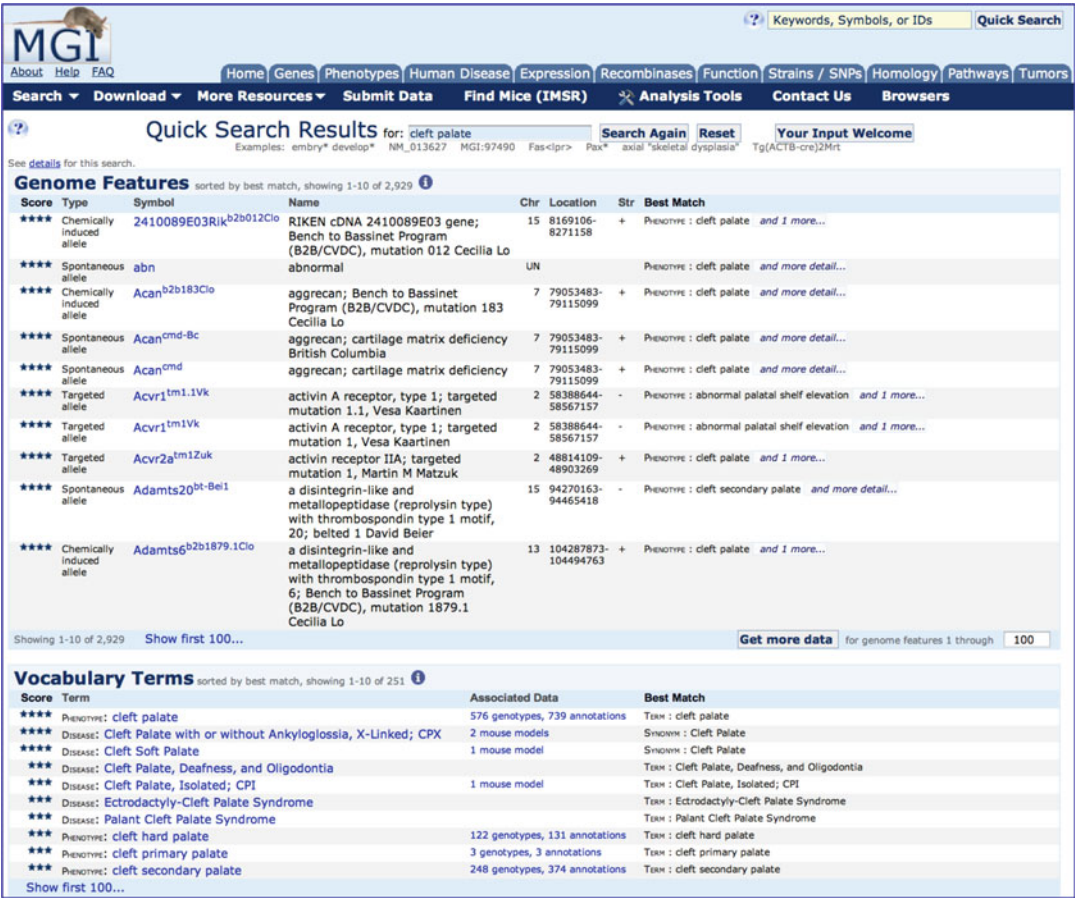 Keywords, Symbols, or IDs Quick Search
MGI
About Help FAQ
Home Genes Phenotypes Human Disease Expression Recombinases Function Strains / SNPs Homology Pathways Tumors
Search Download More Resources Submit Data Find Mice (IMSR) Analysis Tools Contact Us Browsers
Quick Search Results for: cleft palate Search Again Reset Your Input Welcome
Examples: embry* develop* NM_013627 MGI:97490 Fas<lpr> Pax* axial "skeletal dysplasia" Tg(ACTB-cre)2Mrt
See details for this search.
Genome Features sorted by best match, showing 1-10 of 2,929
Score Type Symbol Name Chr Location Str Best Match
**** Chemically 2410089E03Rikb2b012Clo RIKEN cDNA 2410089E03 gene; 15 8169106- + Phenotype : cleft palate and 1 more...
induced Bench to Bassinet 8271158
allele (B2B/CVDC), mutation 012 Cecilia Lo
**** Spontaneous abn abnormal UN Phenotype : cleft palate and more detail...
allele
**** Chemically Acanb2b183Clo aggrecan; Bench to Bassinet 7 79053483- + Phenotype : cleft palate and more detail...
induced Program (B2B/CVDC), mutation 183 79115099
allele Cecilia Lo
**** Spontaneous Acancmd-Bc aggrecan; cartilage matrix deficiency 7 79053483- + Phenotype : cleft palate and more detail...
allele British Columbia 79115099
**** Spontaneous Acancmd aggrecan; cartilage matrix deficiency 7 79053483- + Phenotype : cleft palate and more detail...
allele 79115099
**** Targeted Acvr1tm1.1Vk activin A receptor, type 1; targeted 2 58388644- - Phenotype : abnormal palatal shelf elevation and 1 more...
allele mutation 1.1, Vesa Kaartinen 58567157
**** Targeted Acvr1tm1Vk activin A receptor, type 1; targeted 2 58388644- - Phenotype : abnormal palatal shelf elevation and 1 more...
allele mutation 1, Vesa Kaartinen 58567157
**** Targeted Acvr2atm1Zuk activin receptor IIA; targeted 2 48814109- + Phenotype : cleft palate and 1 more...
allele mutation 1, Martin M Matzuk 48903269
**** Spontaneous Adamts20bt-Bei1 a disintegrin-like and 15 94270163- - Phenotype : cleft secondary palate and more detail...
allele metallopeptidase (reprolysin type) 94465418
with thrombospondin type 1 motif,
20; belted 1 David Beier
**** Chemically Adamts6b2b1879.1Clo a disintegrin-like and 13 104287873- + Phenotype : cleft palate and 1 more...
induced metallopeptidase (reprolysin type) 104494763
allele with thrombospondin type 1 motif,
6; Bench to Bassinet Program
(B2B/CVDC), mutation 1879.1
Cecilia Lo
Showing 1-10 of 2,929 Show first 100... Get more data for genome features 1 through 100
Vocabulary Terms sorted by best match, showing 1-10 of 251
Score Term Associated Data Best Match
**** Phenotype: cleft palate 576 genotypes, 739 annotations Term : cleft palate
**** Disease: Cleft Palate with or without Ankyloglossia, X-Linked; CPX 2 mouse models Synonym : Cleft Palate
**** Disease: Cleft Soft Palate 1 mouse model Synonym : Cleft Palate
*** Disease: Cleft Palate, Deafness, and Oligodontia Term : Cleft Palate, Deafness, and Oligodontia
*** Disease: Cleft Palate, Isolated; CPI 1 mouse model Term : Cleft Palate, Isolated; CPI
*** Disease: Ectrodactyly-Cleft Palate Syndrome Term : Ectrodactyly-Cleft Palate Syndrome
*** Disease: Palant Cleft Palate Syndrome Term : Palant Cleft Palate Syndrome
*** Phenotype: cleft hard palate 122 genotypes, 131 annotations Term : cleft hard palate
*** Phenotype: cleft primary palate 3 genotypes, 3 annotations Term : cleft primary palate
*** Phenotype: cleft secondary palate 248 genotypes, 374 annotations Term : cleft secondary palate
Show first 100...